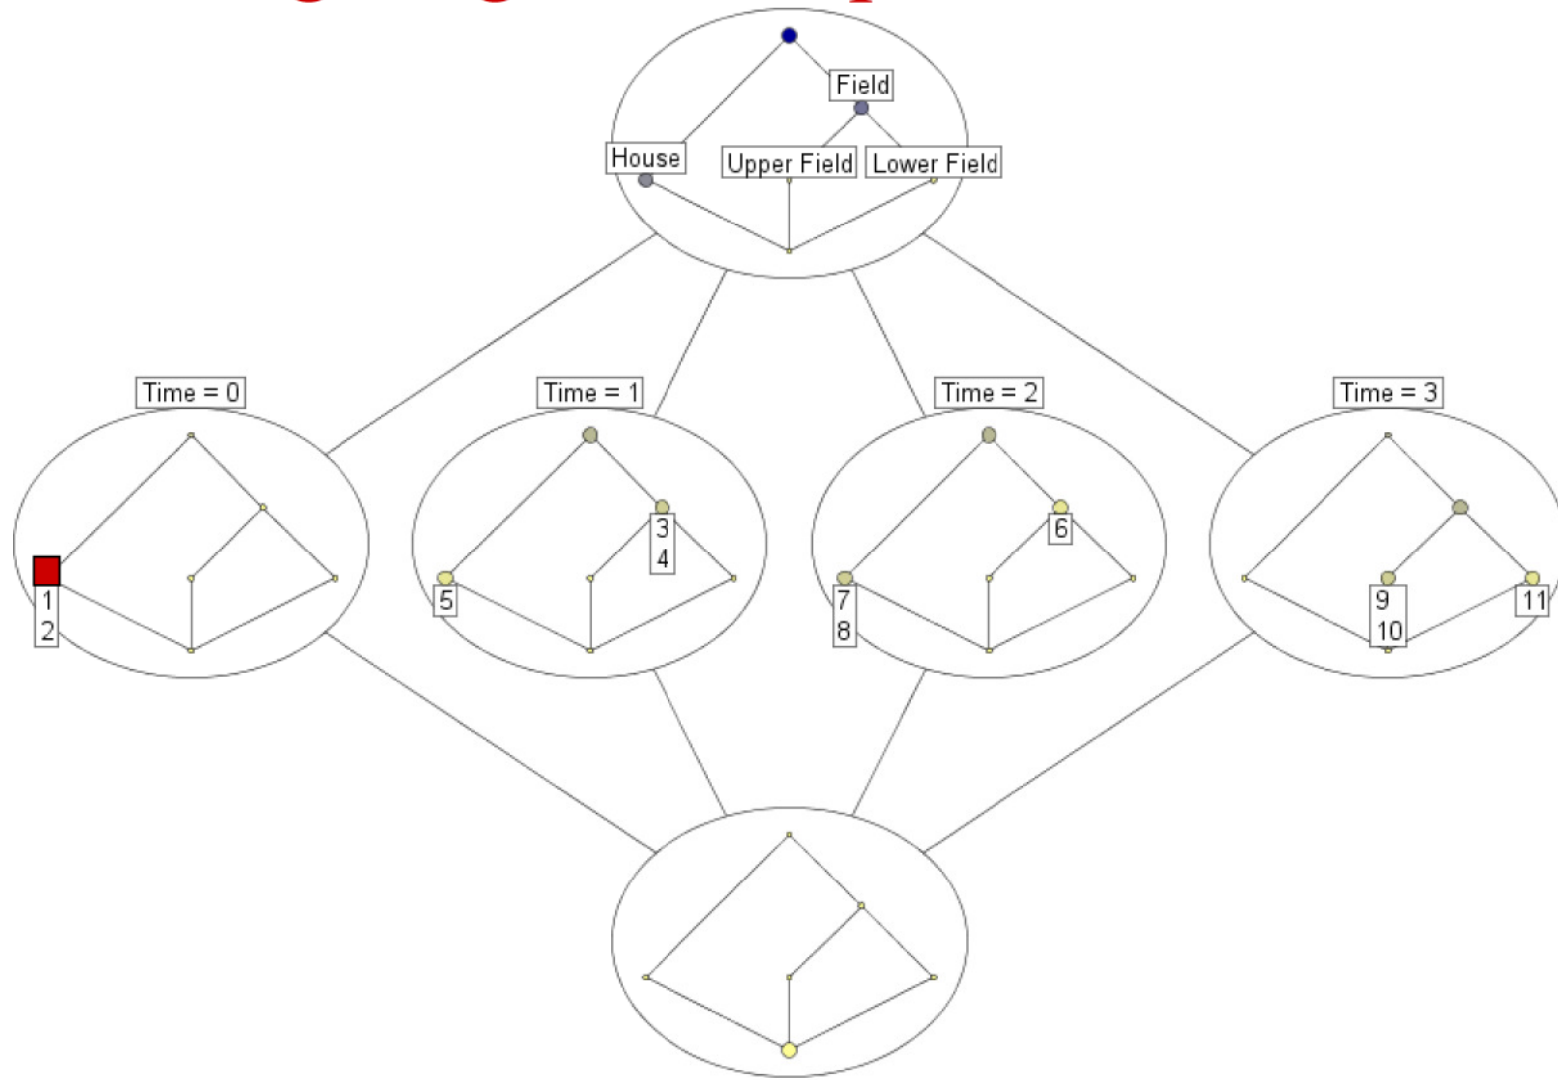 Field
House
Upper Field
Lower Field
Time = 0
Time = 1
Time = 2
Time = 3
1
2
5
3
4
7
8
6
9
10
11